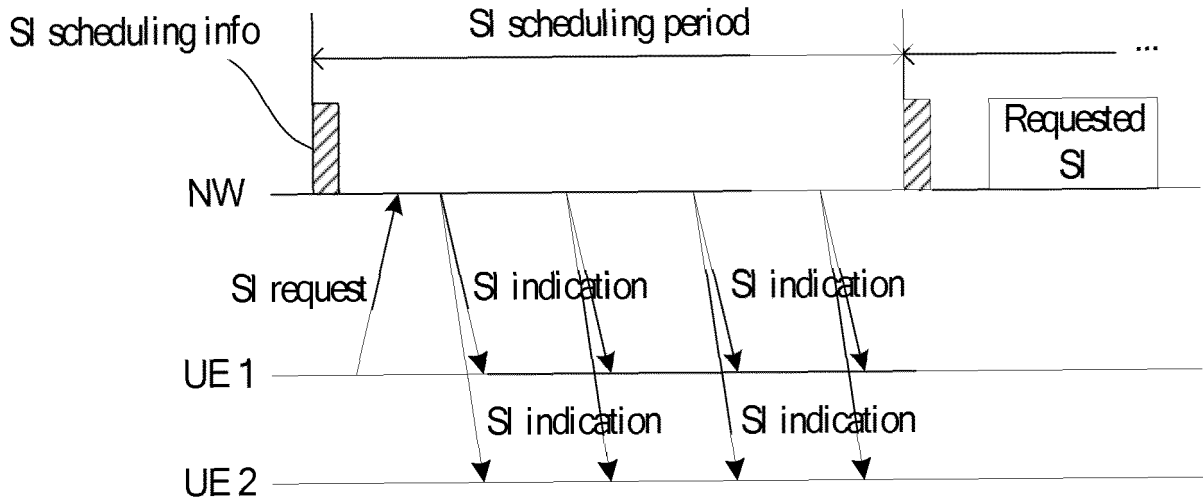 SI scheduling info
SI scheduling period
...
Requested
SI
NW
SI request
SI indication
SI indication
UE 1
SI indication
SI indication
UE 2